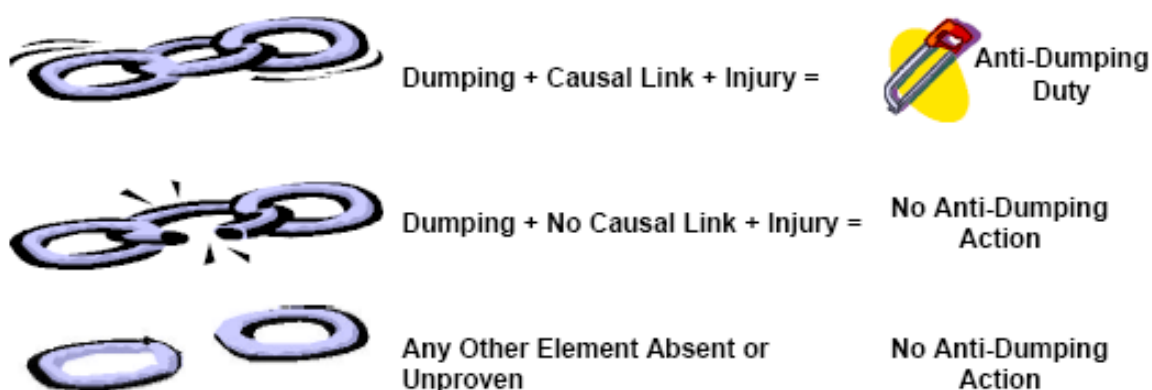 Dumping + Causal Link + Injury =
Anti-Dumping
Duty
Dumping + No Causal Link + Injury =
No Anti-Dumping
Action
Any Other Element Absent or
Unproven
No Anti-Dumping
Action